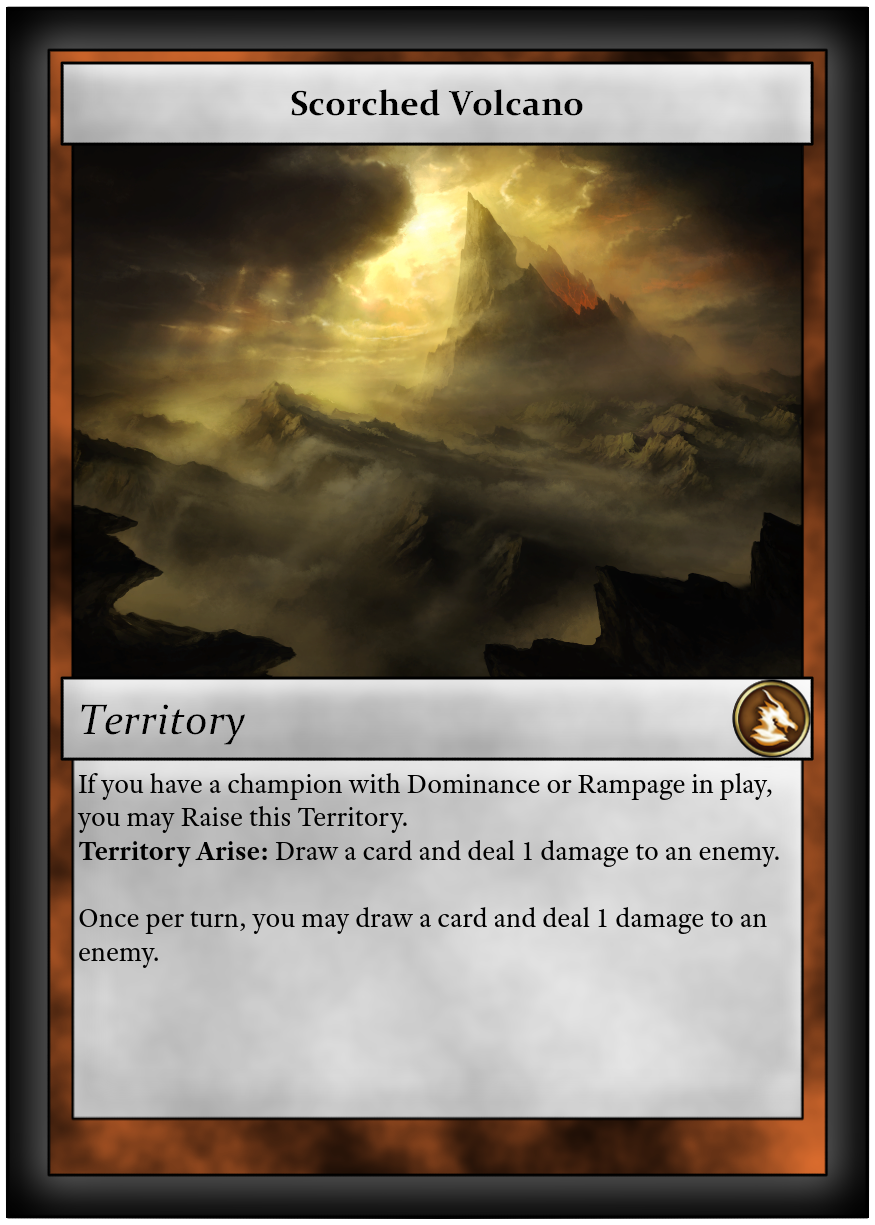 Scorched Volcano
Territory
If you have a champion with Dominance or Rampage in play,
you may Raise this Territory.
Territory Arise: Draw a card and deal 1 damage to an enemy.
Once per turn, you may draw a card and deal 1 damage to an
enemy.